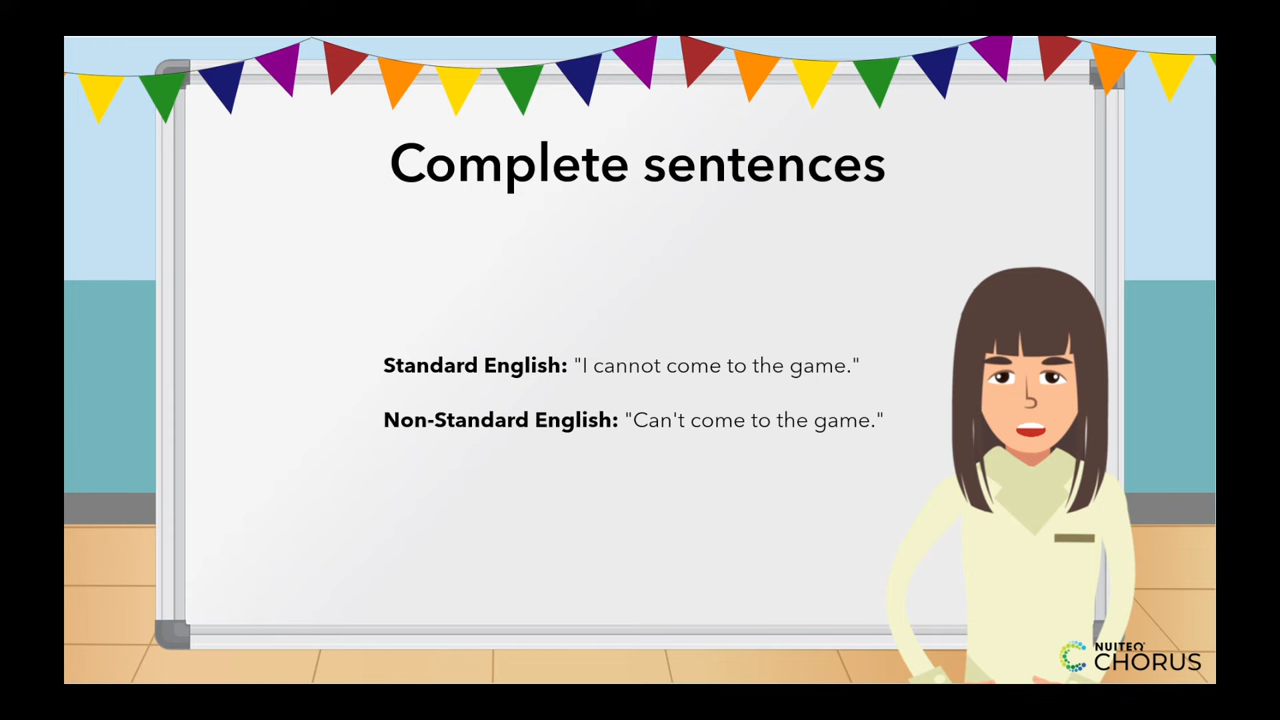 Complete sentences
Standard English: "I cannot come to the game."
Non-Standard English: "Can't come to the game."
NUITEQ
CHORUS